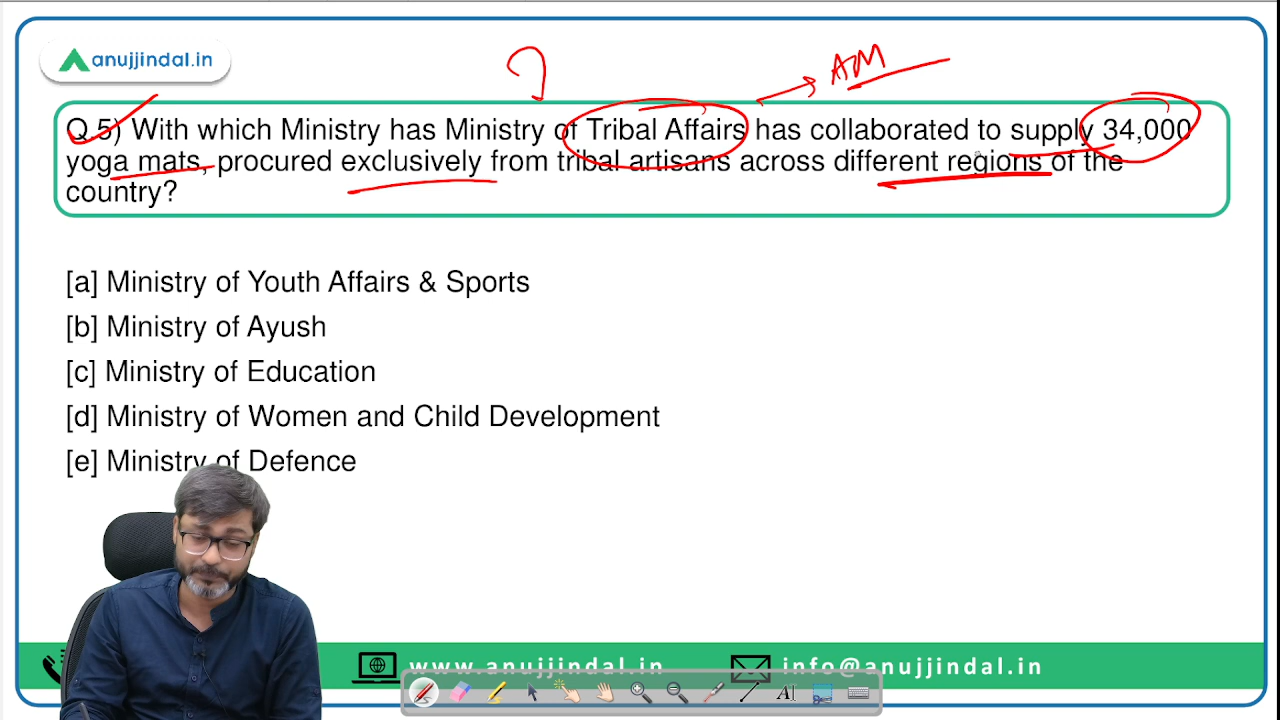 anujjindal.in
AM
Q.5) With which Ministry has Ministry of Tribal Affairs has collaborated to supply 34,000
yoga mats, procured exclusively from tribal artisans across different regions of the
country?
[a] Ministry of Youth Affairs & Sports
[b] Ministry of Ayush
[c] Ministry of Education
[d] Ministry of Women and Child Development
[e] Ministry of Defence
www.anujjindal.in info@anujjindal.in
A